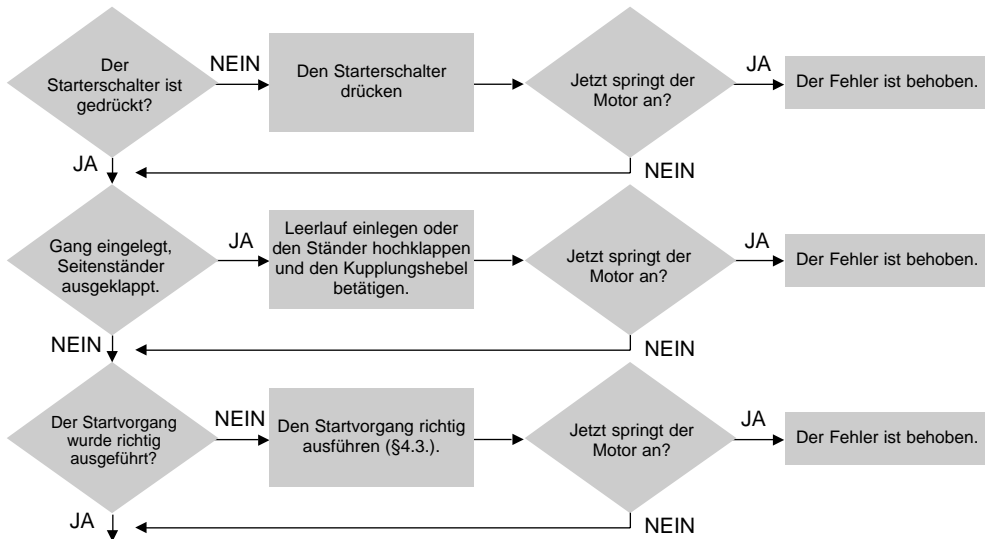 Der
Starterschalter ist
gedrückt?
NEIN
Den Starterschalter
drücken
Jetzt springt der
Motor an?
JA
Der Fehler ist behoben.
JA
NEIN
Gang eingelegt,
Seitenständer
ausgeklappt.
JA
Leerlauf einlegen oder
den Ständer hochklappen
und den Kupplungshebel
betätigen.
Jetzt springt der
Motor an?
JA
Der Fehler ist behoben.
NEIN
NEIN
Der Startvorgang
wurde richtig
ausgeführt?
NEIN
Den Startvorgang richtig
ausführen (§4.3.).
Jetzt springt der
Motor an?
JA
Der Fehler ist behoben.
JA
NEIN